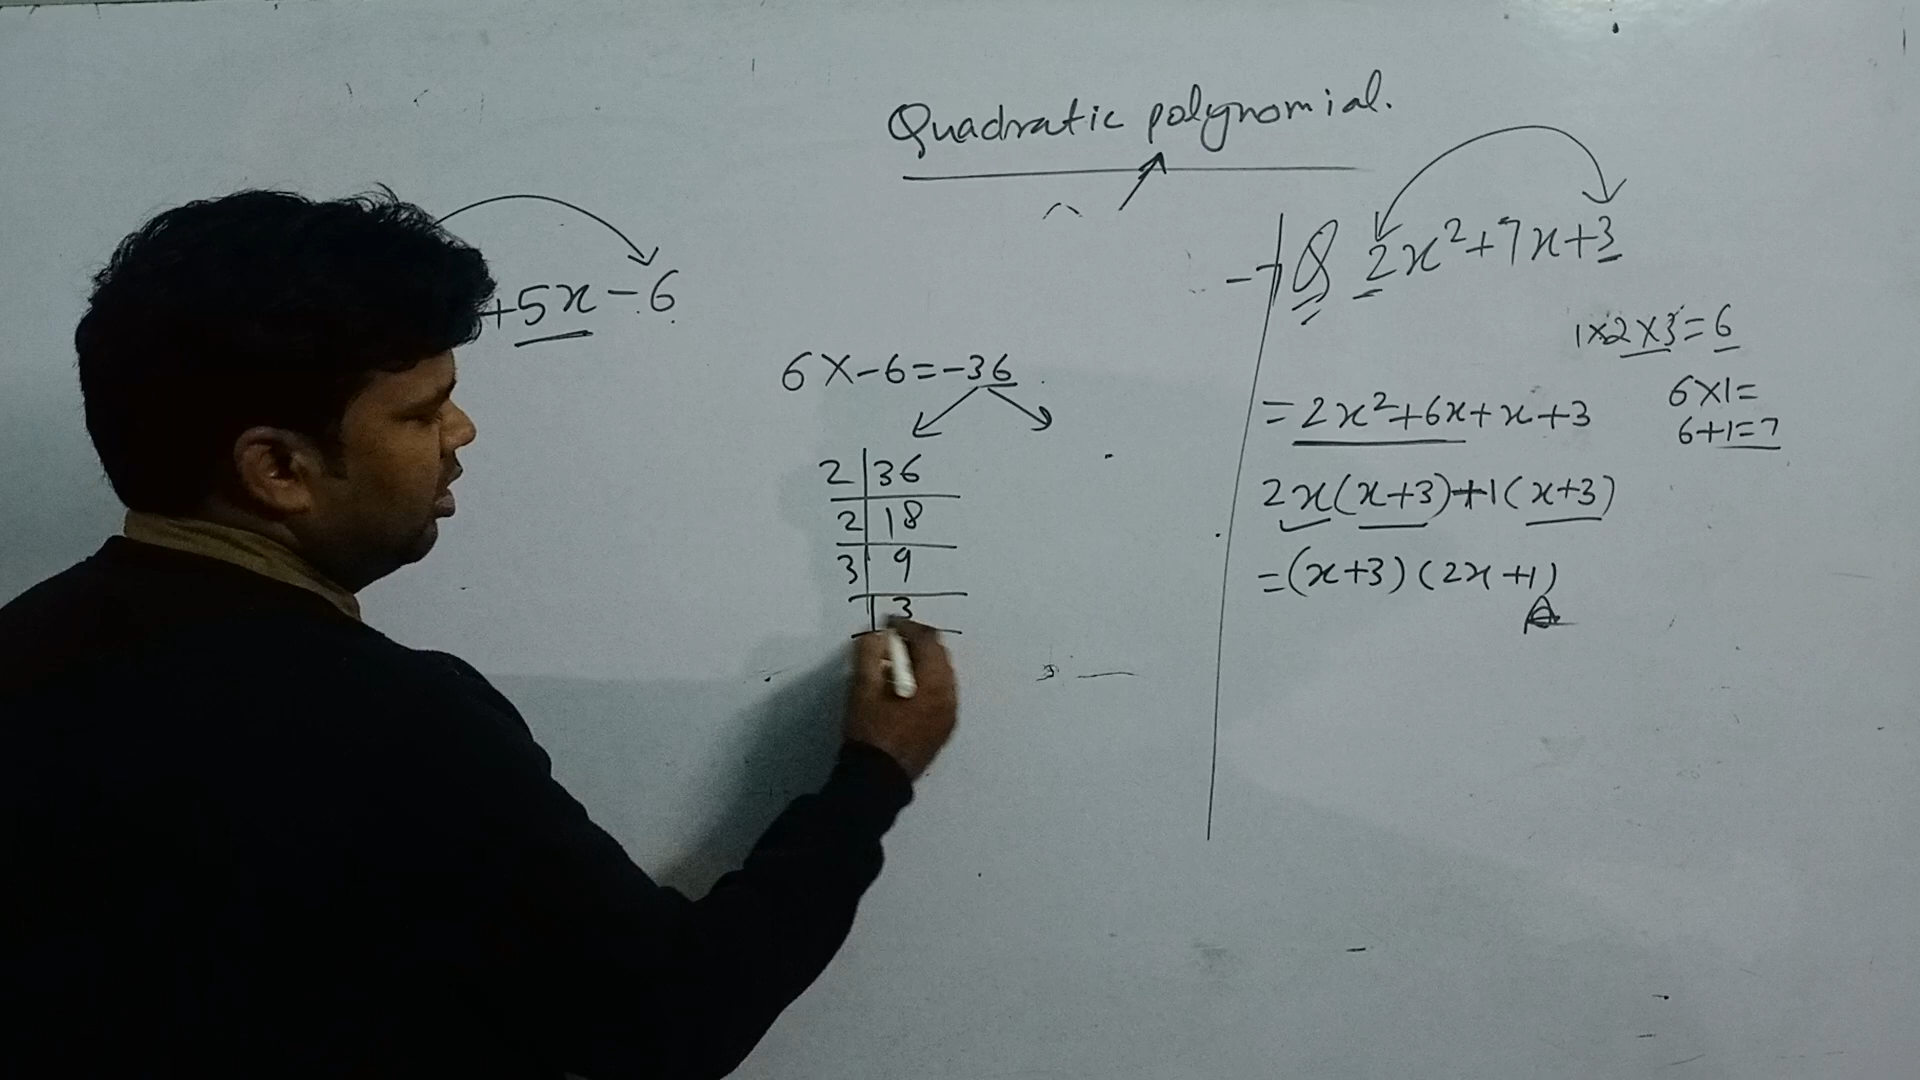 Quadratic polynomial.
+5x-6
6×-6=-36
2|36
2|18
3|9
|3
Q 2x²+7x+3
1×2×3=6
6×1=
6+1=7
=2x²+6x+x+3
2x(x+3)+1(x+3)
=(x+3)(2x+1)